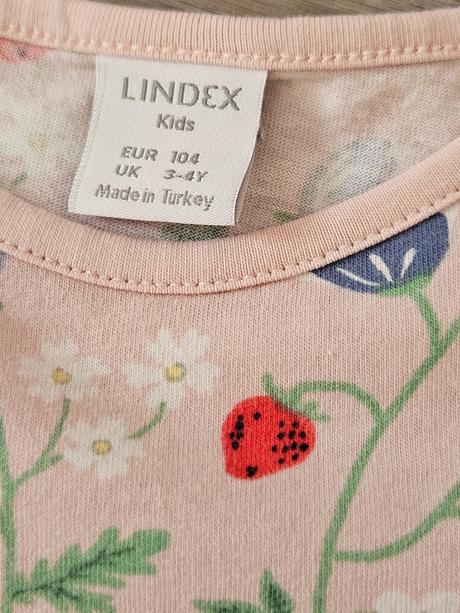 LINDEX
Kids
EUR 104
UK 3-4Y
Made in Turkey